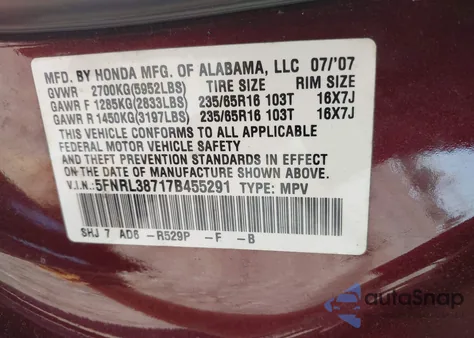 MFD. BY HONDA MFG. OF ALABAMA, LLC 07/'07
GVWR 2700KG(5952LBS) TIRE SIZE RIM SIZE
GAWR F 1285KG(2833LBS) 235/65R16 103T 16X7J
GAWR R 1450KG(3197LBS) 235/65R16 103T 16X7J
THIS VEHICLE CONFORMS TO ALL APPLICABLE
FEDERAL MOTOR VEHICLE SAFETY AND
THEFT PREVENTION STANDARDS IN EFFECT
ON THE DATE OF MANUFACTURE SHOWN ABOVE.
V.I.N.: 5FNRL38717B455291 TYPE: MPV
SHJ 7 AD6 -R529P -F -B
autoSnap